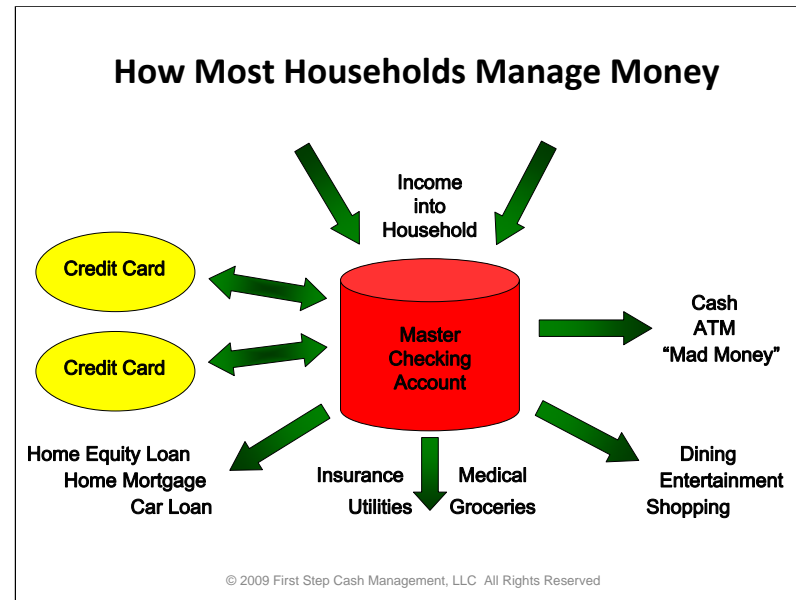 How Most Households Manage Money
Income
into
Household
Credit Card
Credit Card
Master
Checking
Account
Cash
ATM
“Mad Money”
Home Equity Loan
Home Mortgage
Car Loan
Insurance Medical
Utilities Groceries
Dining
Entertainment
Shopping
© 2009 First Step Cash Management, LLC All Rights Reserved